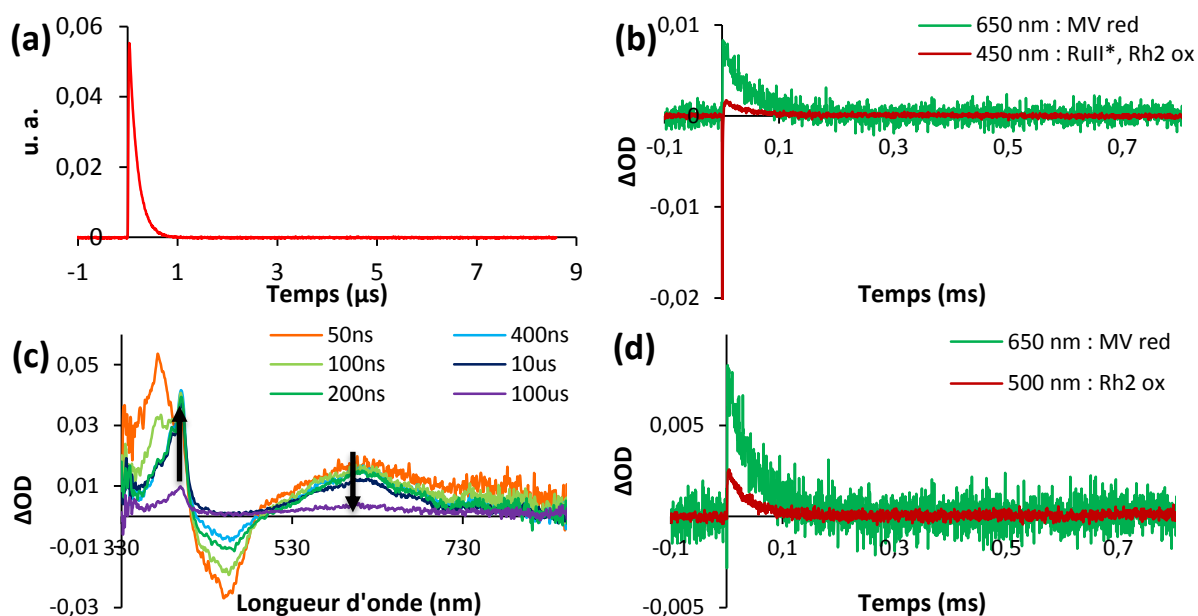 (a)
0,06
0,04
0,02
0
u. a.
-1
1
3
5
7
9
Temps (µs)
(b)
650 nm : MV red
450 nm : RuII*, Rh2 ox
0,01
0
-0,01
-0,02
ΔOD
-0,1
0,1
0,3
0,5
0,7
Temps (ms)
(c)
50ns
400ns
100ns
10us
200ns
100us
0,05
0,03
0,01
-0,01
-0,03
ΔOD
330
530
730
Longueur d'onde (nm)
(d)
650 nm : MV red
500 nm : Rh2 ox
0,005
-0,005
ΔOD
-0,1
0,1
0,3
0,5
0,7
Temps (ms)